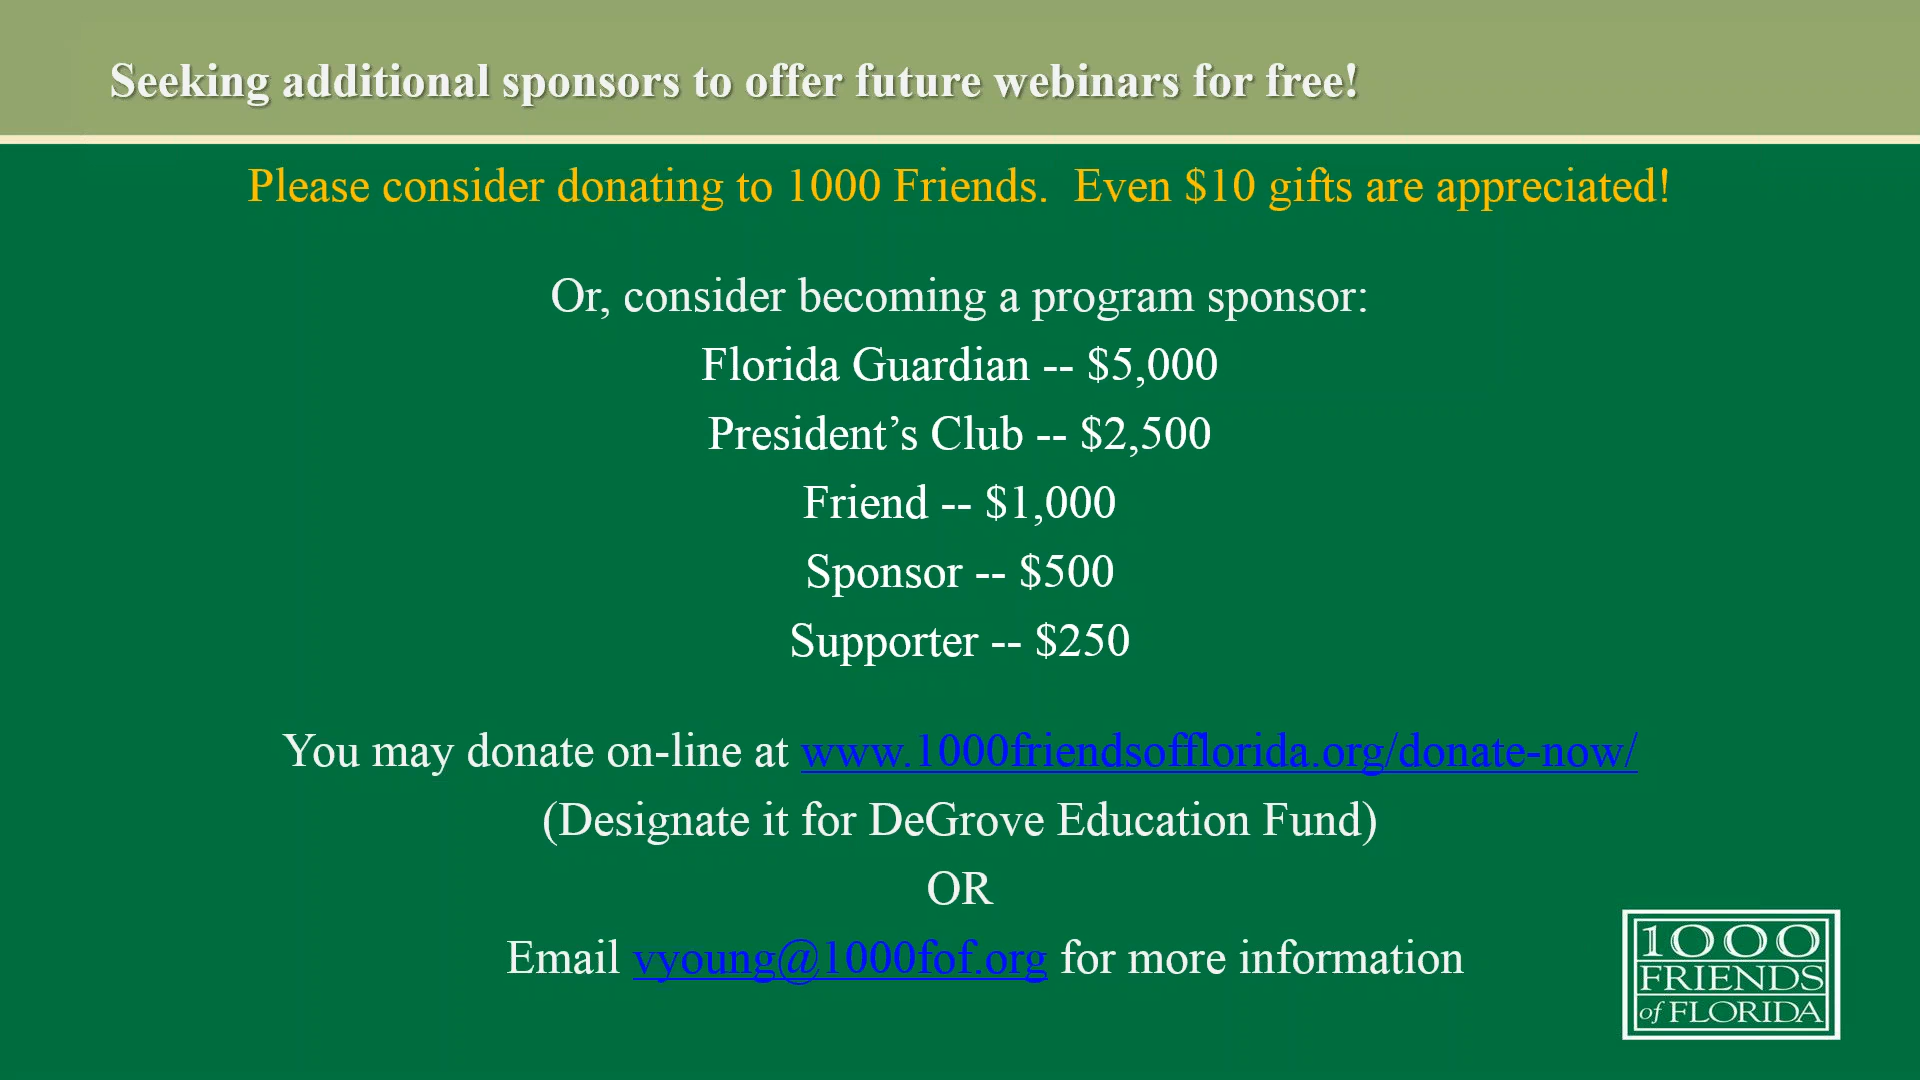 Seeking additional sponsors to offer future webinars for free!
Please consider donating to 1000 Friends.  Even $10 gifts are appreciated!
Or, consider becoming a program sponsor:
Florida Guardian -- $5,000
President’s Club -- $2,500
Friend -- $1,000
Sponsor -- $500
Supporter -- $250
You may donate on-line at www.1000friendsofflorida.org/donate-now/
(Designate it for DeGrove Education Fund)
OR
Email vyoung@1000fof.org for more information
1000
FRIENDS
of FLORIDA